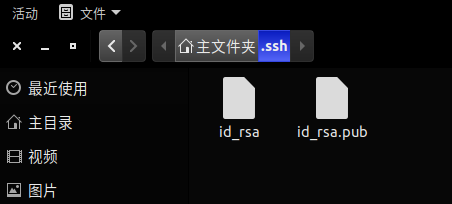 活动 文件
主文件夹 .ssh
最近使用
主目录
视频
图片
id_rsa id_rsa.pub